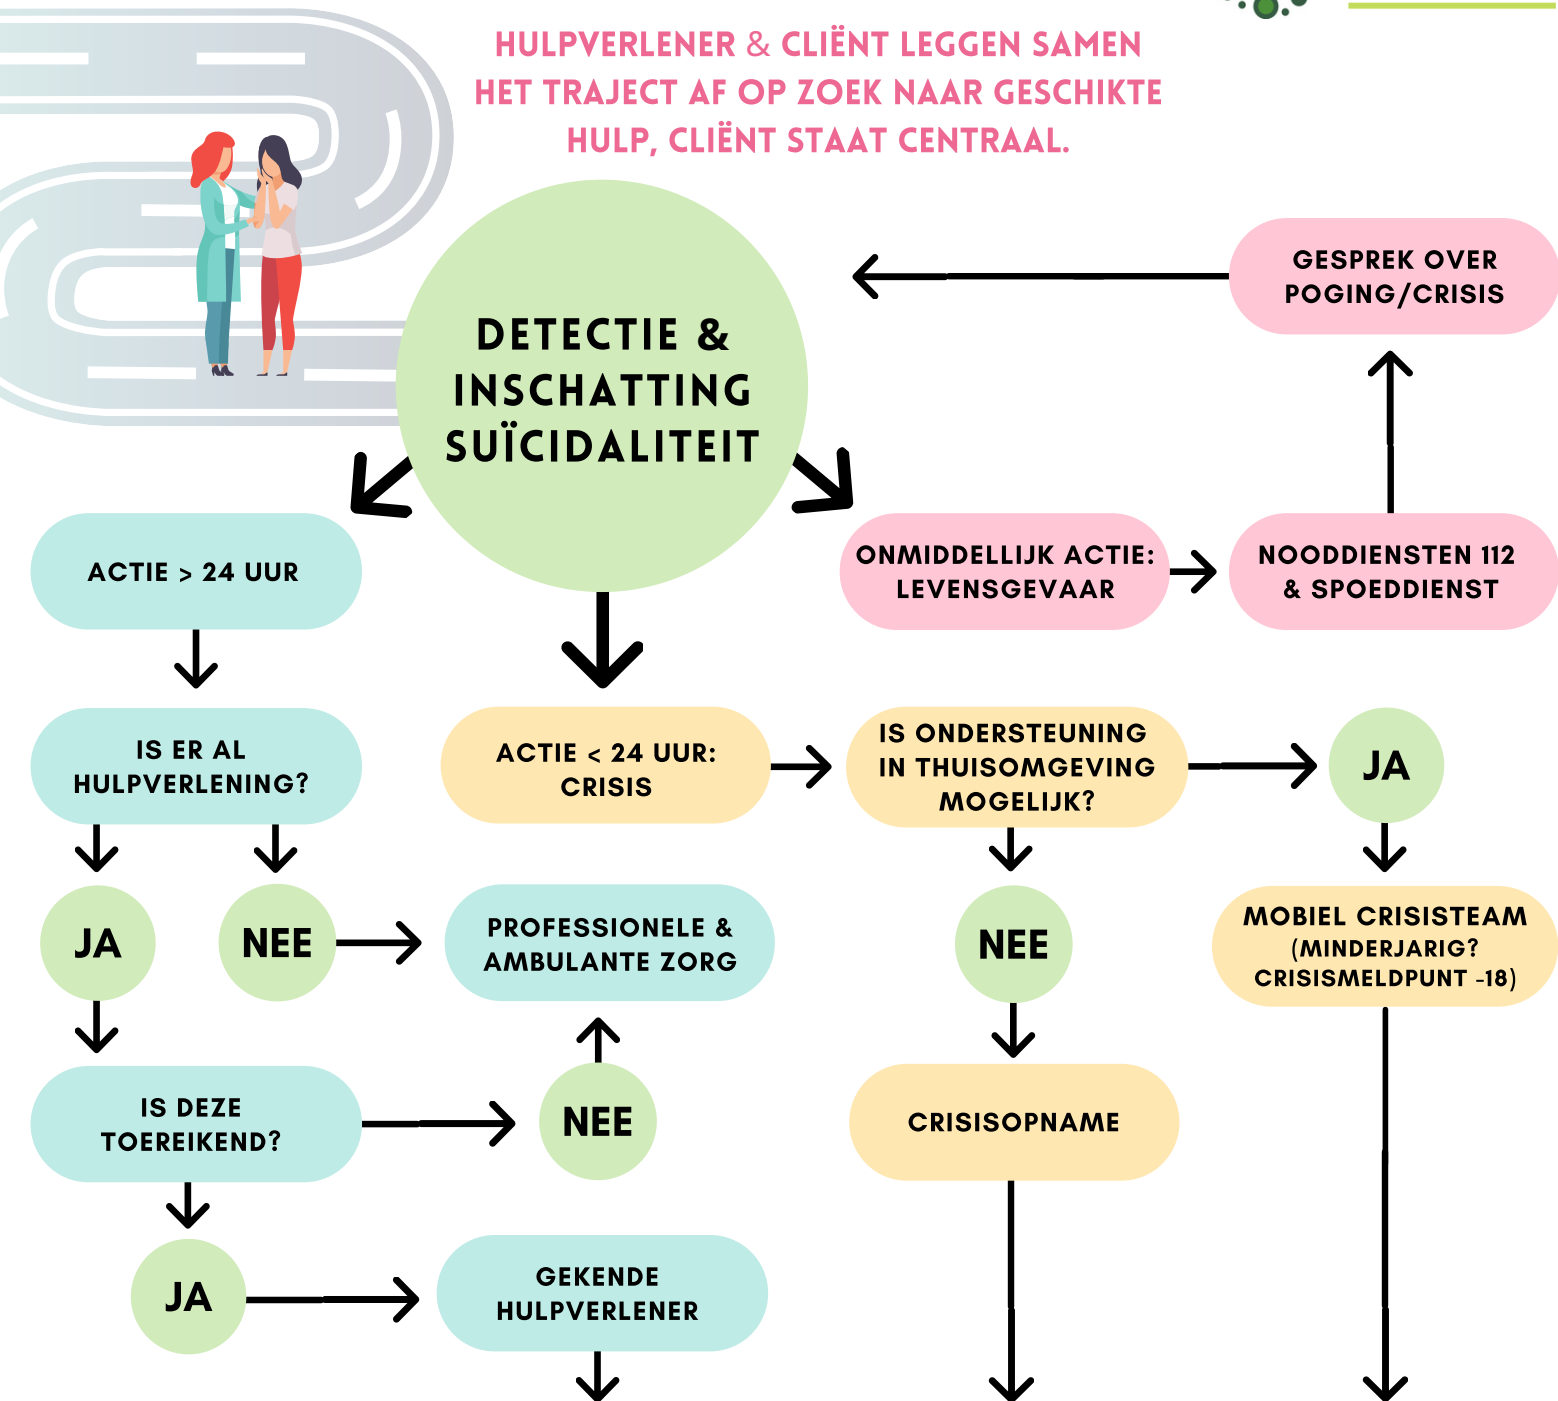 HULPVERLENER & CLIËNT LEGGEN SAMEN
HET TRAJECT AF OP ZOEK NAAR GESCHIKTE
HULP, CLIËNT STAAT CENTRAAL.
DETECTIE &
INSCHATTING
SUÏCIDALITEIT
GESPREK OVER
POGING/CRISIS
ACTIE > 24 UUR
ONMIDDELLIJK ACTIE:
LEVENSGEVAAR
NOODDIENSTEN 112
& SPOEDDIENST
IS ER AL
HULPVERLENING?
ACTIE < 24 UUR:
CRISIS
IS ONDERSTEUNING
IN THUISOMGEVING
MOGELIJK?
JA
JA
NEE
PROFESSIONELE &
AMBULANTE ZORG
NEE
MOBIEL CRISISTEAM
(MINDERJARIG?
CRISISMELDPUNT -18)
IS DEZE
TOEREIKEND?
NEE
CRISISOPNAME
JA
GEKENDE
HULPVERLENER